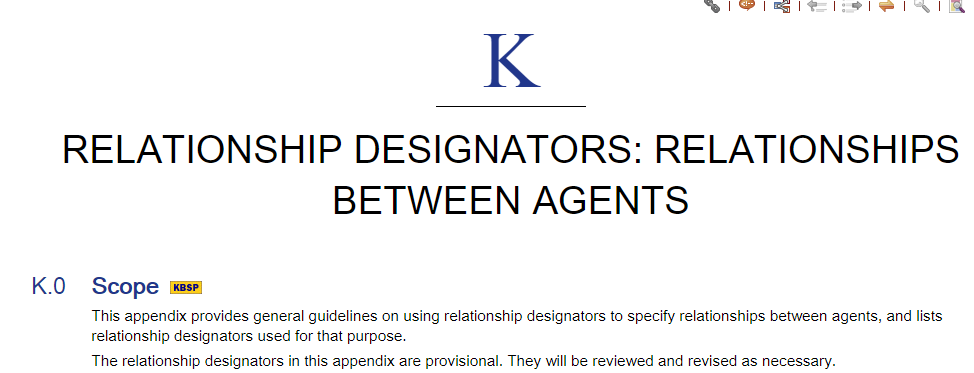 K
RELATIONSHIP DESIGNATORS: RELATIONSHIPS
BETWEEN AGENTS
K.0 Scope KBSP
This appendix provides general guidelines on using relationship designators to specify relationships between agents, and lists
relationship designators used for that purpose.
The relationship designators in this appendix are provisional. They will be reviewed and revised as necessary.